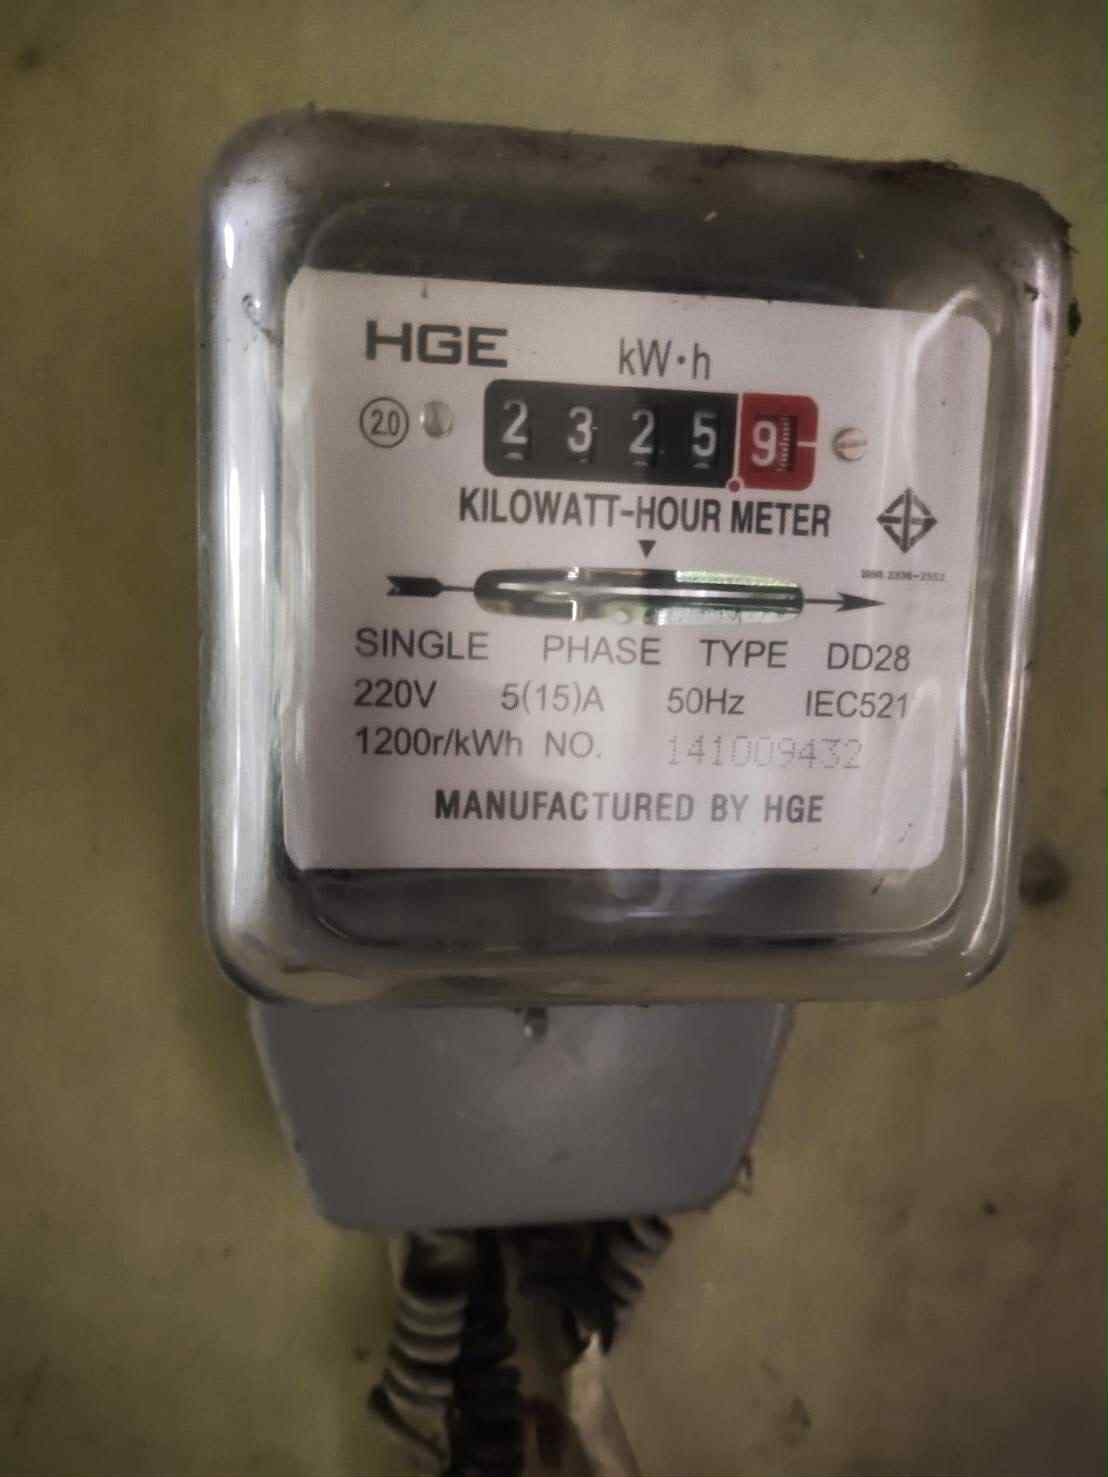 HGE
kW·h
2.0
2 3 2 5 9
KILOWATT-HOUR METER
SINGLE PHASE TYPE DD28
220V 5(15)A 50Hz IEC521
1200r/kWh NO. 141009432
MANUFACTURED BY HGE